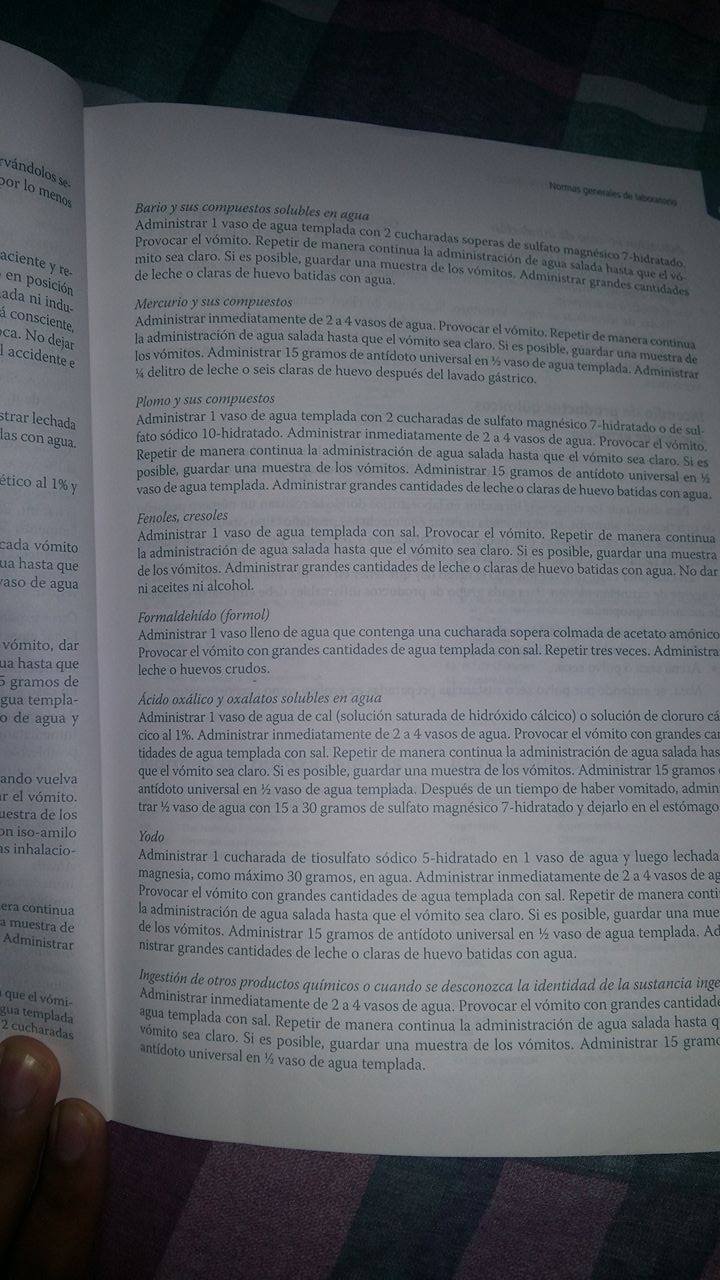 rvándolos se-
por lo menos
aciente y re-
en posición
ada ni indu-
á consciente,
oca. No dejar
l accidente e
strar lechada
las con agua.
ético al 1% y
cada vómito
ua hasta que
vaso de agua
vómito, dar
ua hasta que
5 gramos de
gua templa-
o de agua y
ando vuelva
ar el vómito.
uestra de los
on iso-amilo
as inhalacio-
era continua
a muestra de
Administrar
que el vómi-
gua templada
2 cucharadas
Normas generales de laboratorio
Bario y sus compuestos solubles en agua
Administrar 1 vaso de agua templada con 2 cucharadas soperas de sulfato magnésico 7-hidratado.
Provocar el vómito. Repetir de manera continua la administración de agua salada hasta que el vó-
mito sea claro. Si es posible, guardar una muestra de los vómitos. Administrar grandes cantidades
de leche o claras de huevo batidas con agua.
Mercurio y sus compuestos
Administrar inmediatamente de 2 a 4 vasos de agua. Provocar el vómito. Repetir de manera continua
la administración de agua salada hasta que el vómito sea claro. Si es posible, guardar una muestra de
los vómitos. Administrar 15 gramos de antídoto universal en ½ vaso de agua templada. Administrar
¼ delitro de leche o seis claras de huevo después del lavado gástrico.
Plomo y sus compuestos
Administrar 1 vaso de agua templada con 2 cucharadas de sulfato magnésico 7-hidratado o de sul-
fato sódico 10-hidratado. Administrar inmediatamente de 2 a 4 vasos de agua. Provocar el vómito.
Repetir de manera continua la administración de agua salada hasta que el vómito sea claro. Si es
posible, guardar una muestra de los vómitos. Administrar 15 gramos de antídoto universal en ½
vaso de agua templada. Administrar grandes cantidades de leche o claras de huevo batidas con agua.
Fenoles, cresoles
Administrar 1 vaso de agua templada con sal. Provocar el vómito. Repetir de manera continua
la administración de agua salada hasta que el vómito sea claro. Si es posible, guardar una muestra
de los vómitos. Administrar grandes cantidades de leche o claras de huevo batidas con agua. No dar
ni aceites ni alcohol.
Formaldehído (formol)
Administrar 1 vaso lleno de agua que contenga una cucharada sopera colmada de acetato amónico
Provocar el vómito con grandes cantidades de agua templada con sal. Repetir tres veces. Administra
leche o huevos crudos.
Ácido oxálico y oxalatos solubles en agua
Administrar 1 vaso de agua de cal (solución saturada de hidróxido cálcico) o solución de cloruro cá
cico al 1%. Administrar inmediatamente de 2 a 4 vasos de agua. Provocar el vómito con grandes can
tidades de agua templada con sal. Repetir de manera continua la administración de agua salada has
que el vómito sea claro. Si es posible, guardar una muestra de los vómitos. Administrar 15 gramos
antídoto universal en ½ vaso de agua templada. Después de un tiempo de haber vomitado, admin
trar ½ vaso de agua con 15 a 30 gramos de sulfato magnésico 7-hidratado y dejarlo en el estómago
Yodo
Administrar 1 cucharada de tiosulfato sódico 5-hidratado en 1 vaso de agua y luego lechada
magnesia, como máximo 30 gramos, en agua. Administrar inmediatamente de 2 a 4 vasos de ag
Provocar el vómito con grandes cantidades de agua templada con sal. Repetir de manera conti
la administración de agua salada hasta que el vómito sea claro. Si es posible, guardar una mue
de los vómitos. Administrar 15 gramos de antídoto universal en ½ vaso de agua templada. Ad
nistrar grandes cantidades de leche o claras de huevo batidas con agua.
Ingestión de otros productos químicos o cuando se desconozca la identidad de la sustancia inge
Administrar inmediatamente de 2 a 4 vasos de agua. Provocar el vómito con grandes cantidade
agua templada con sal. Repetir de manera continua la administración de agua salada hasta q
vómito sea claro. Si es posible, guardar una muestra de los vómitos. Administrar 15 gramo
antídoto universal en ½ vaso de agua templada.